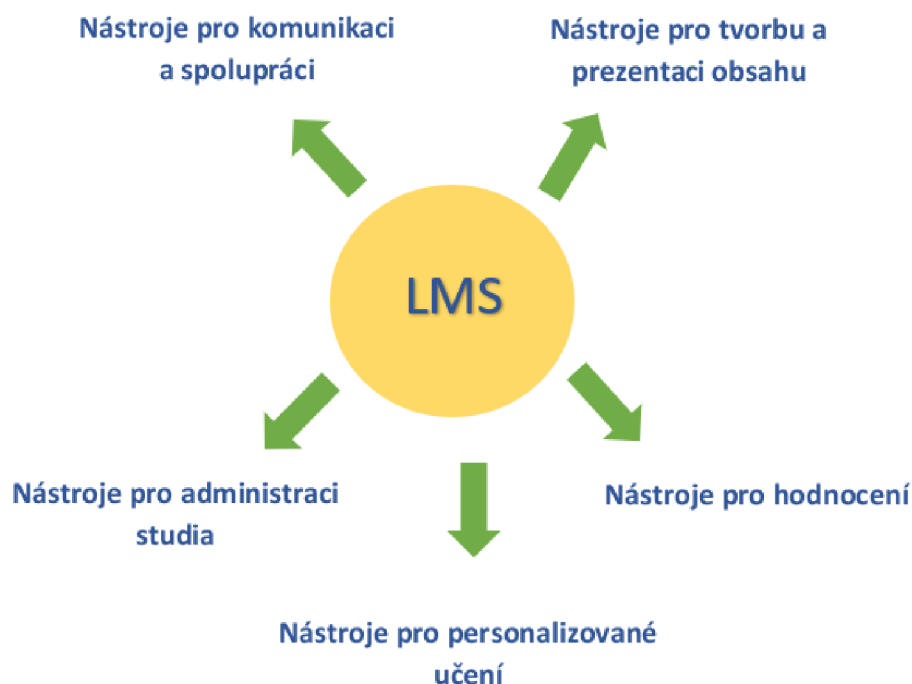 Nástroje pro komunikaci
a spolupráci
Nástroje pro tvorbu a
prezentaci obsahu
LMS
Nástroje pro administraci
studia
Nástroje pro hodnocení
Nástroje pro personalizované
učení